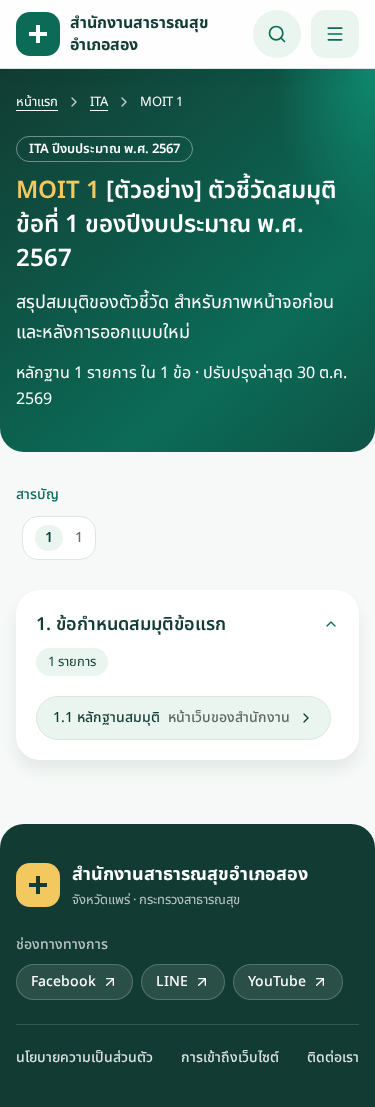 สำนักงานสาธารณสุข
อำเภอสอง
หน้าแรก > ITA > MOIT 1
ITA ปีงบประมาณ พ.ศ. 2567
MOIT 1 [ตัวอย่าง] ตัวชี้วัดสมมุติ
ข้อที่ 1 ของปีงบประมาณ พ.ศ.
2567
สรุปสมมุติของตัวชี้วัด สำหรับภาพหน้าจอก่อน
และหลังการออกแบบใหม่
หลักฐาน 1 รายการ ใน 1 ข้อ · ปรับปรุงล่าสุด 30 ต.ค.
2569
สารบัญ
1 1
1. ข้อกำหนดสมมุติข้อแรก
1 รายการ
1.1 หลักฐานสมมุติ หน้าเว็บของสำนักงาน
สำนักงานสาธารณสุขอำเภอสอง
จังหวัดแพร่ · กระทรวงสาธารณสุข
ช่องทางทางการ
Facebook LINE YouTube
นโยบายความเป็นส่วนตัว การเข้าถึงเว็บไซต์ ติดต่อเรา